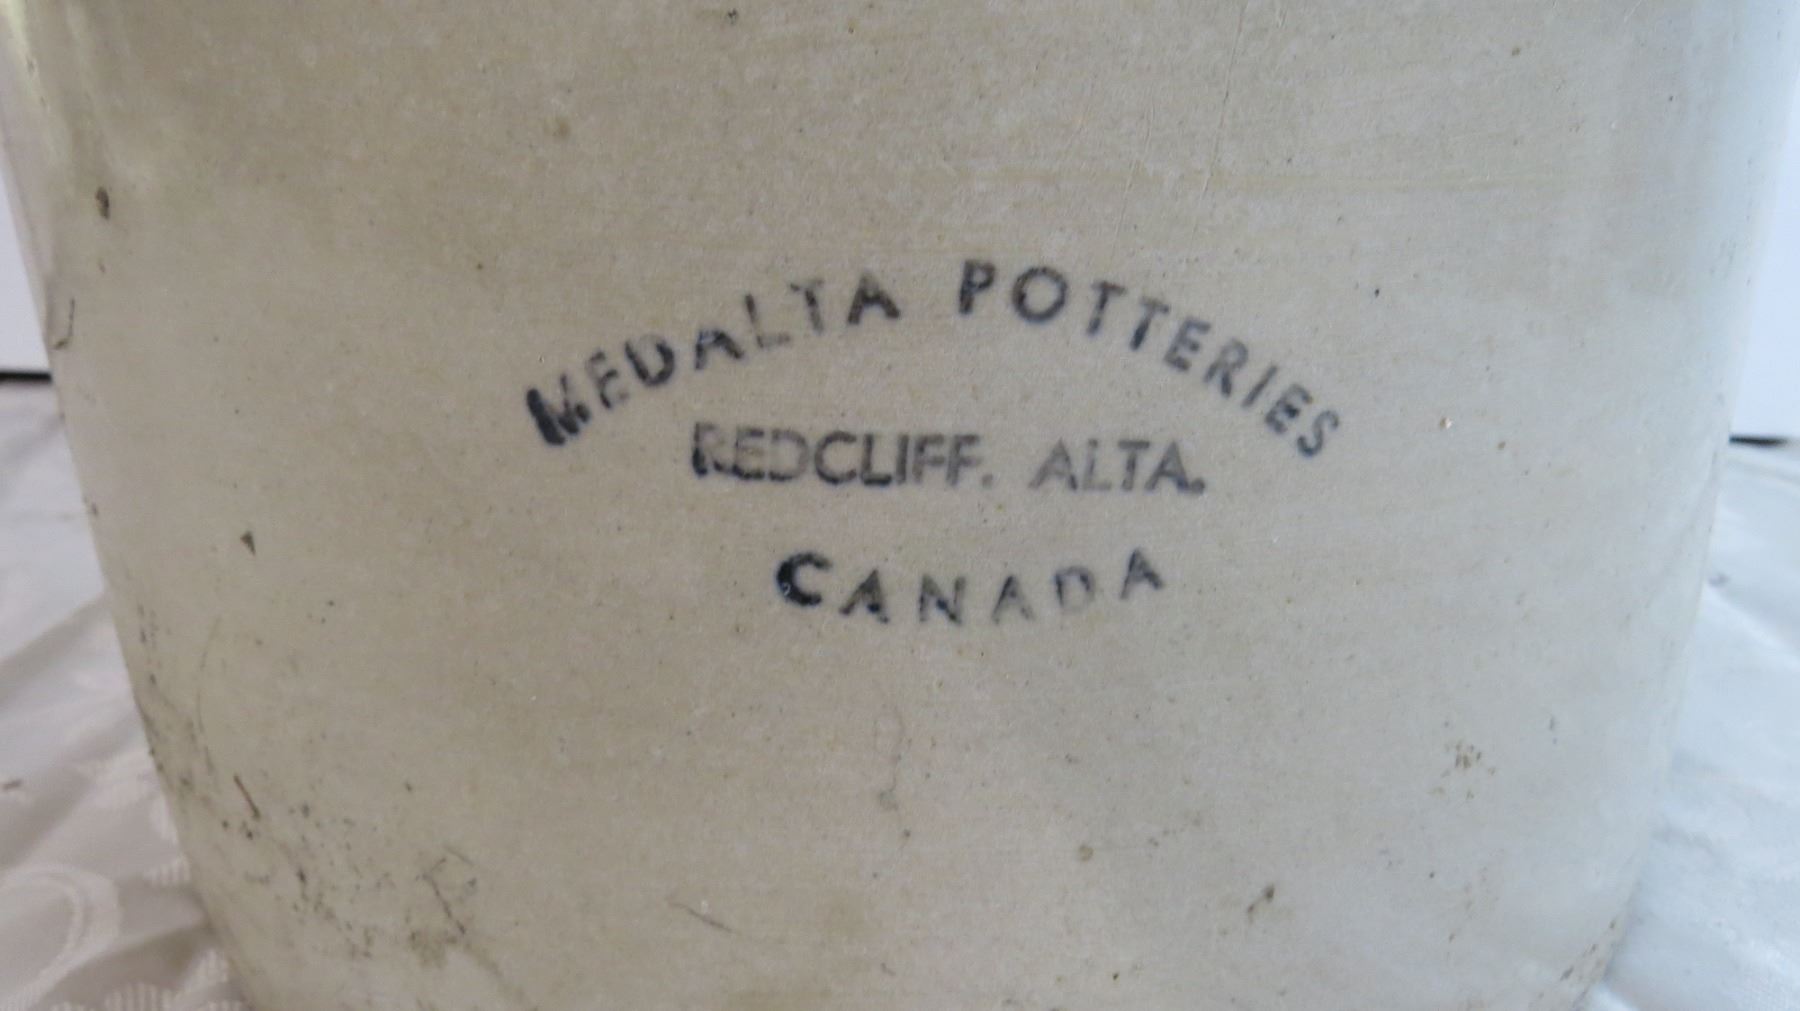 MEDALTA POTTERIES
REDCLIFF. ALTA.
CANADA